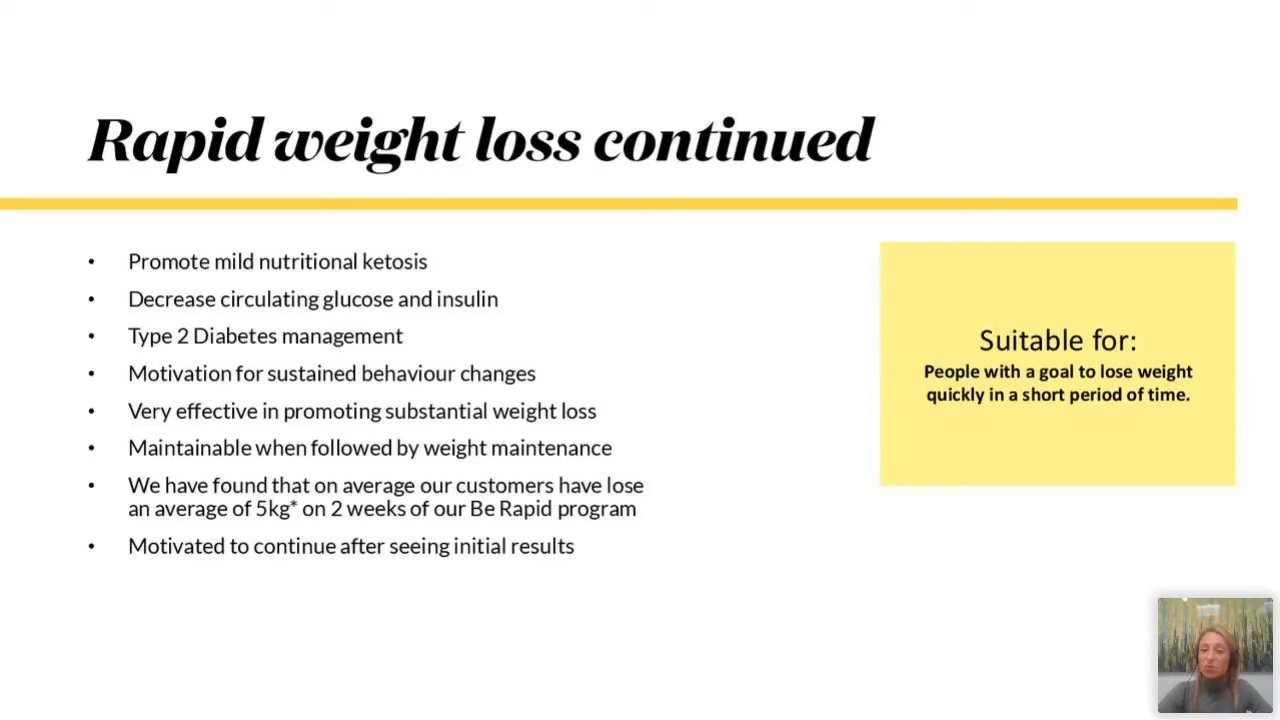 Rapid weight loss continued
• Promote mild nutritional ketosis
• Decrease circulating glucose and insulin
• Type 2 Diabetes management
• Motivation for sustained behaviour changes
• Very effective in promoting substantial weight loss
• Maintainable when followed by weight maintenance
• We have found that on average our customers have lose
an average of 5kg* on 2 weeks of our Be Rapid program
• Motivated to continue after seeing initial results
Suitable for:
People with a goal to lose weight
quickly in a short period of time.